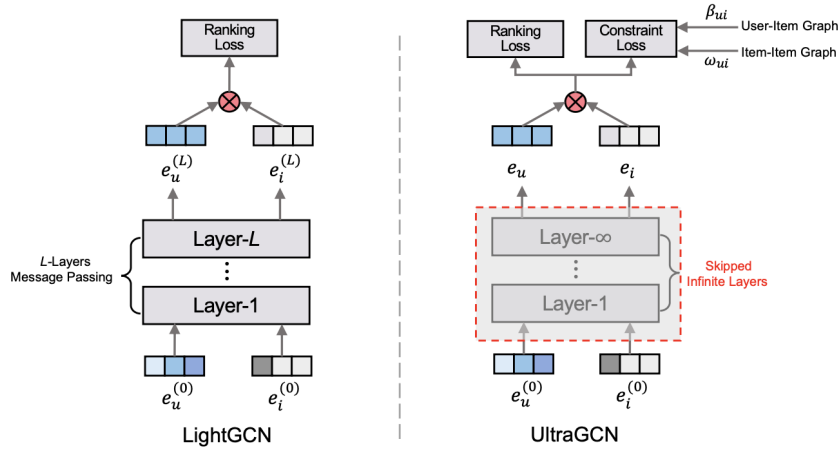 Ranking
Loss
e_u^{(L)}
e_i^{(L)}
Layer-L
⋮
L-Layers
Message Passing
Layer-1
e_u^{(0)}
e_i^{(0)}
LightGCN
Ranking
Loss
Constraint
Loss
β_{ui}
User-Item Graph
ω_{ui}
Item-Item Graph
e_u
e_i
Layer-∞
⋮
Skipped
Infinite Layers
Layer-1
e_u^{(0)}
e_i^{(0)}
UltraGCN